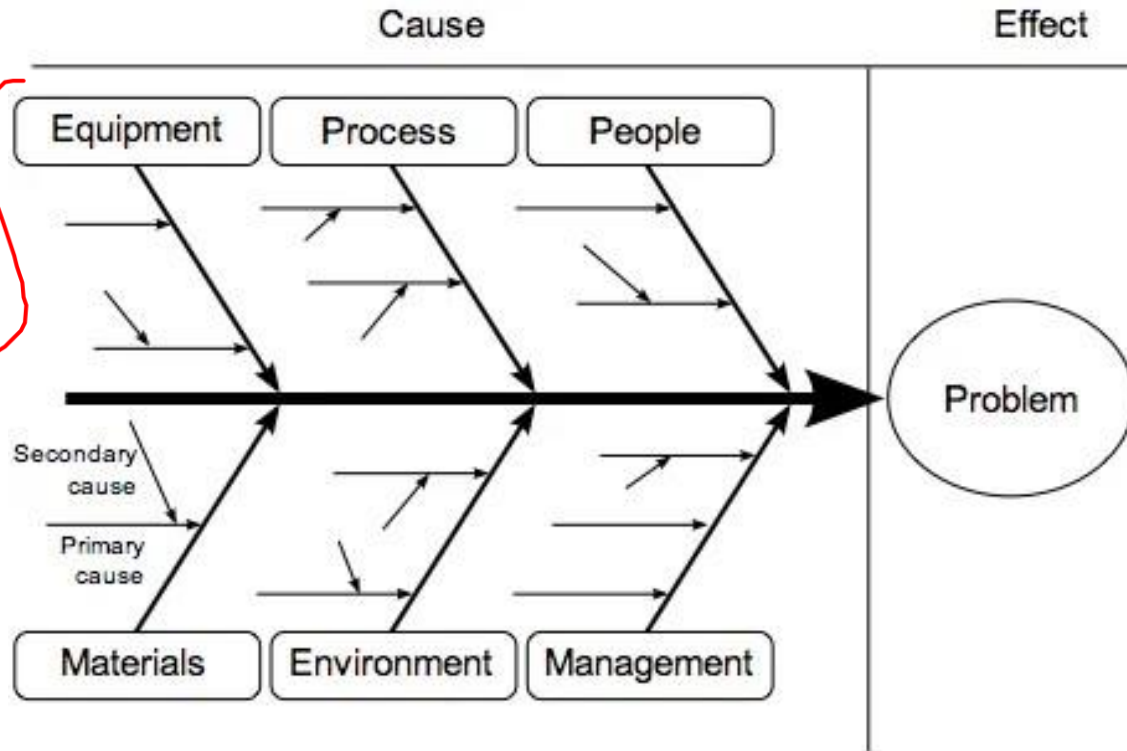 Cause
Effect
Equipment
Process
People
Problem
Secondary
cause
Primary
cause
Materials
Environment
Management